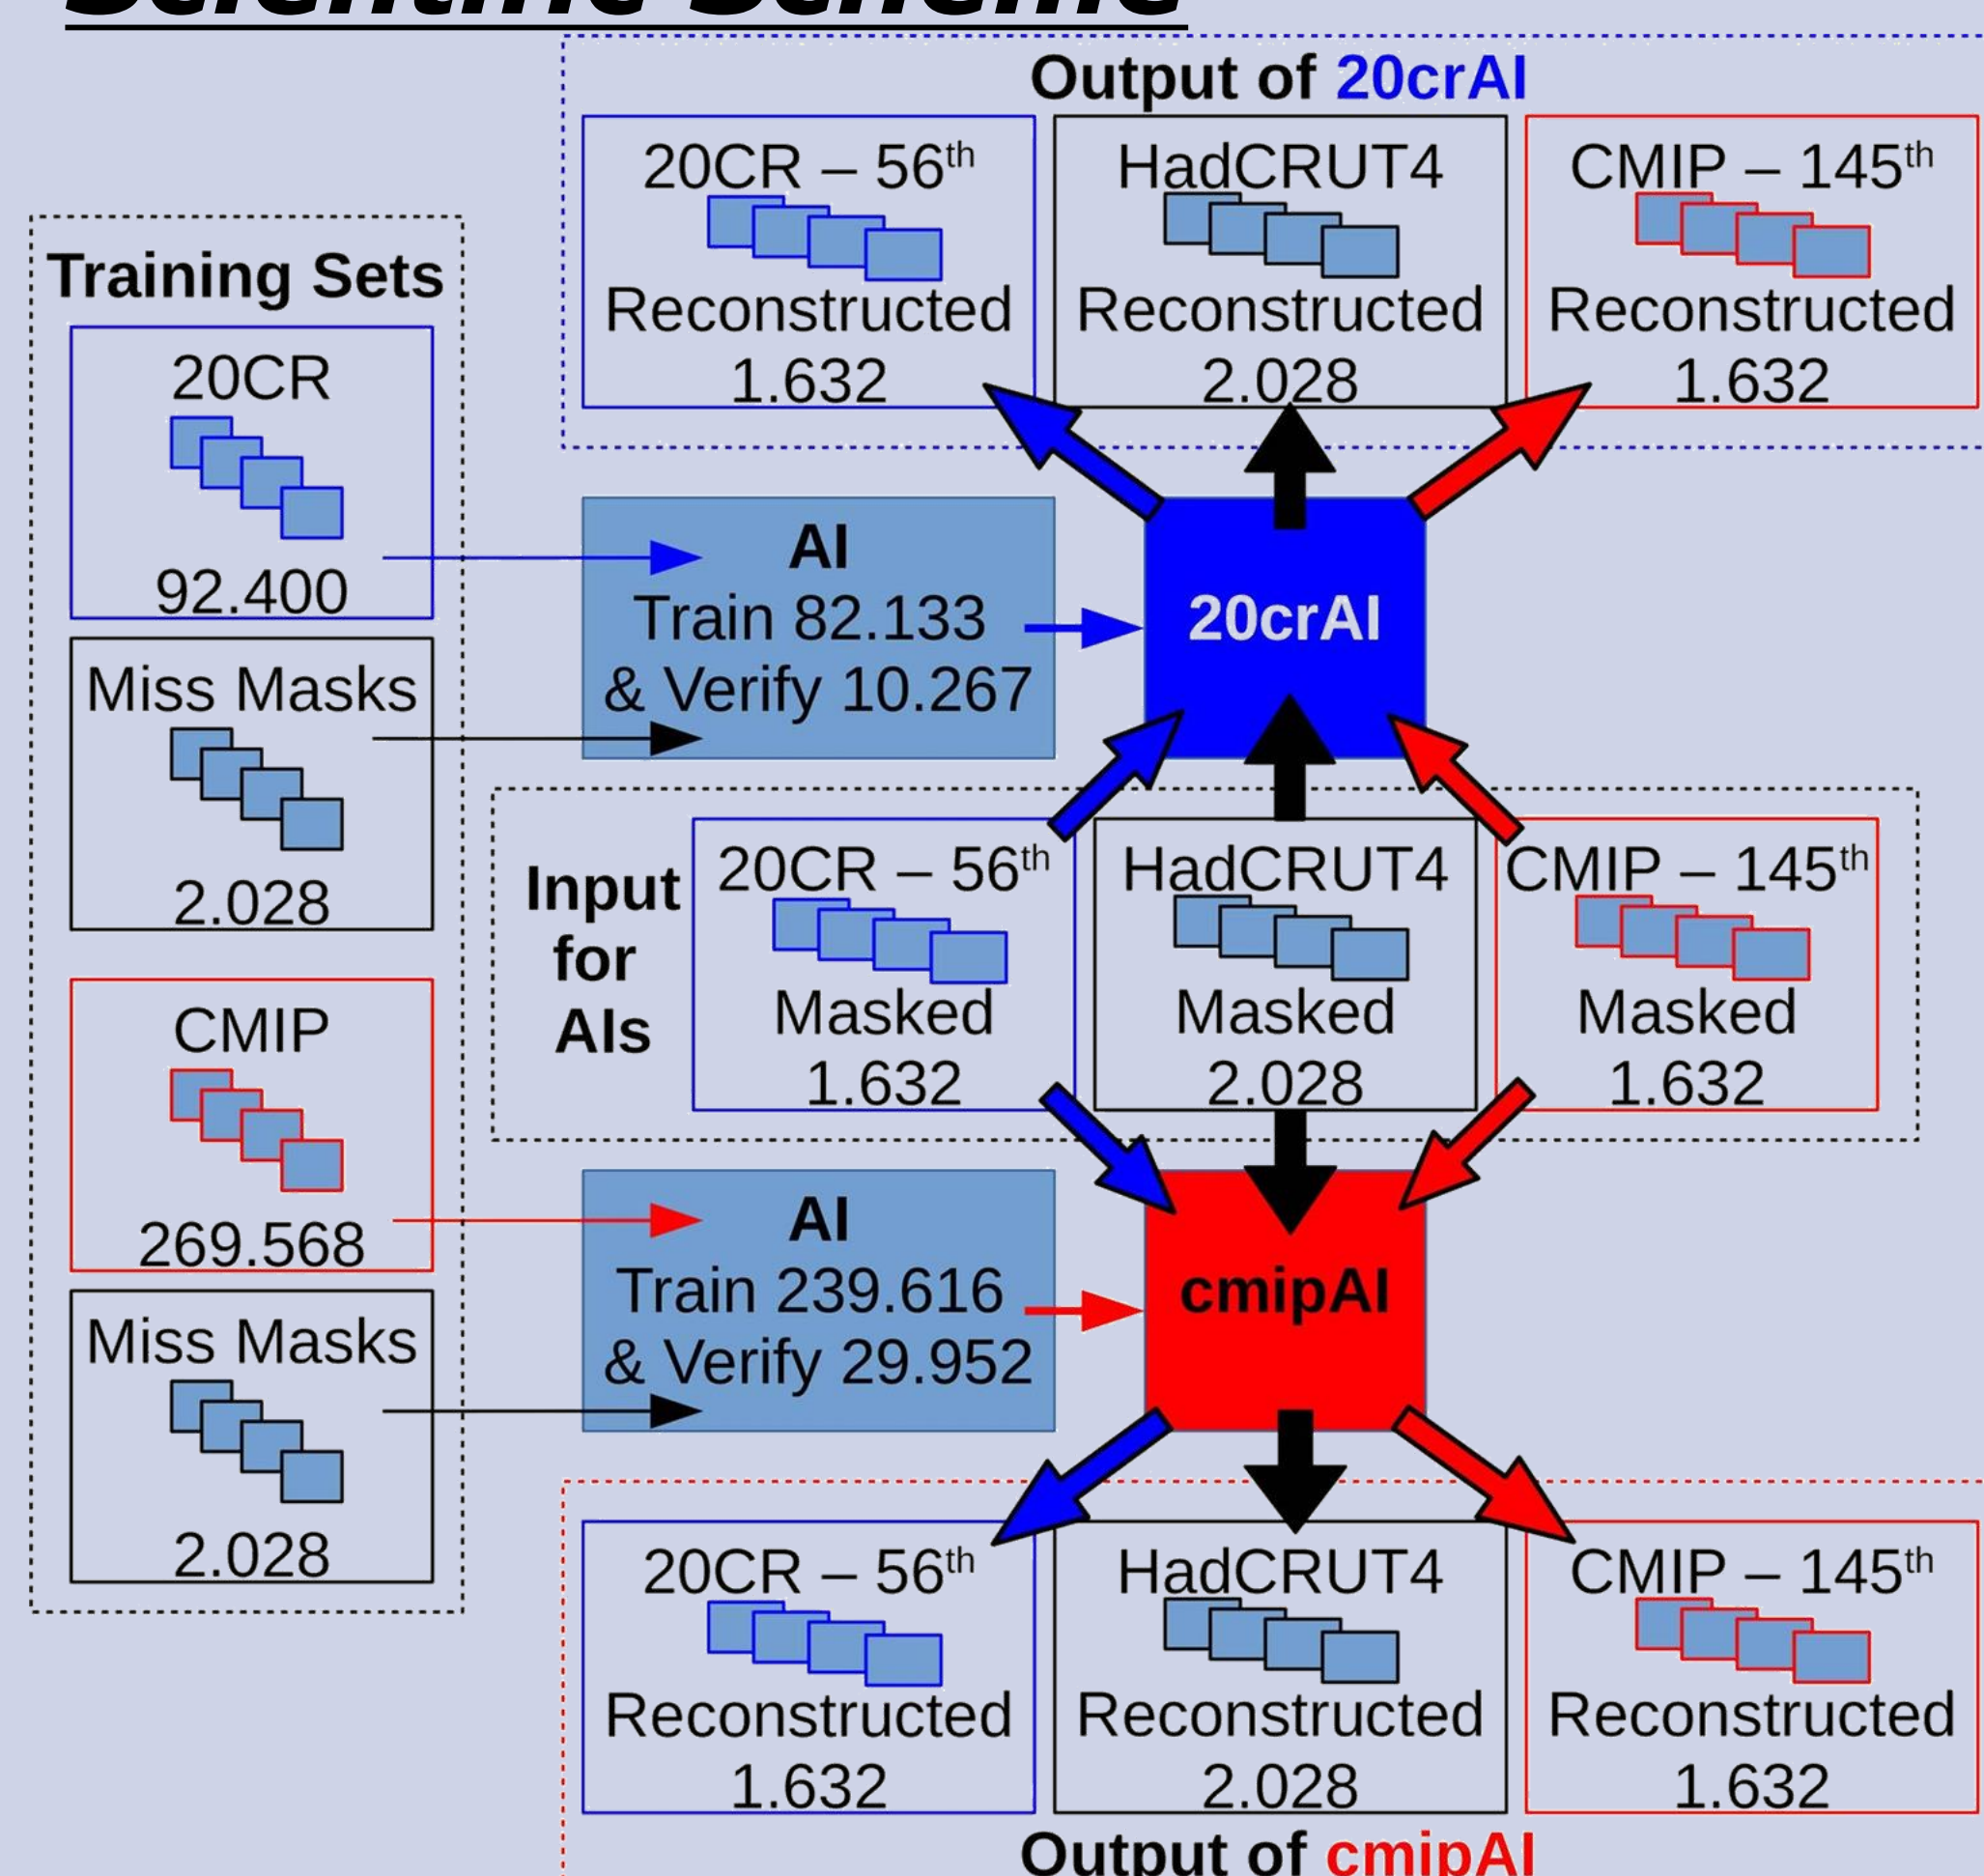 Scientific Scheme
Output of 20crAI
20CR – 56th
Reconstructed
1.632
HadCRUT4
Reconstructed
2.028
CMIP – 145th
Reconstructed
1.632
Training Sets
20CR
92.400
Miss Masks
2.028
CMIP
269.568
Miss Masks
2.028
AI
Train 82.133
& Verify 10.267
20crAI
Input
for
AIs
20CR – 56th
Masked
1.632
HadCRUT4
Masked
2.028
CMIP – 145th
Masked
1.632
AI
Train 239.616
& Verify 29.952
cmipAI
20CR – 56th
Reconstructed
1.632
HadCRUT4
Reconstructed
2.028
CMIP – 145th
Reconstructed
1.632
Output of cmipAI